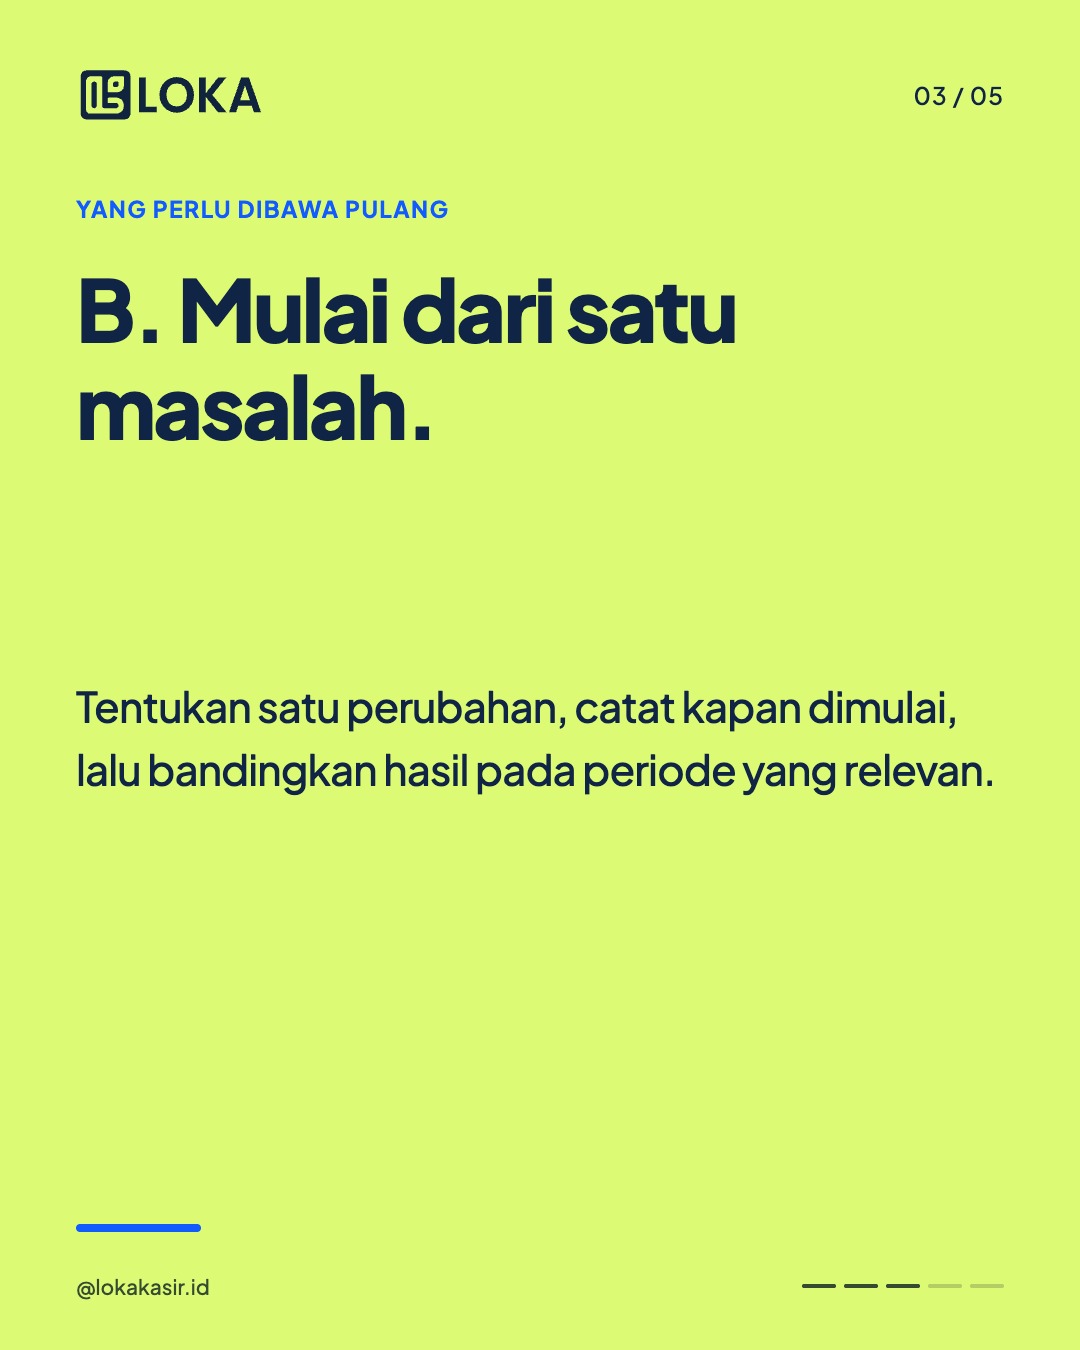 LOKA
03 / 05
YANG PERLU DIBAWA PULANG
B. Mulai dari satu
masalah.
Tentukan satu perubahan, catat kapan dimulai,
lalu bandingkan hasil pada periode yang relevan.
@lokakasir.id